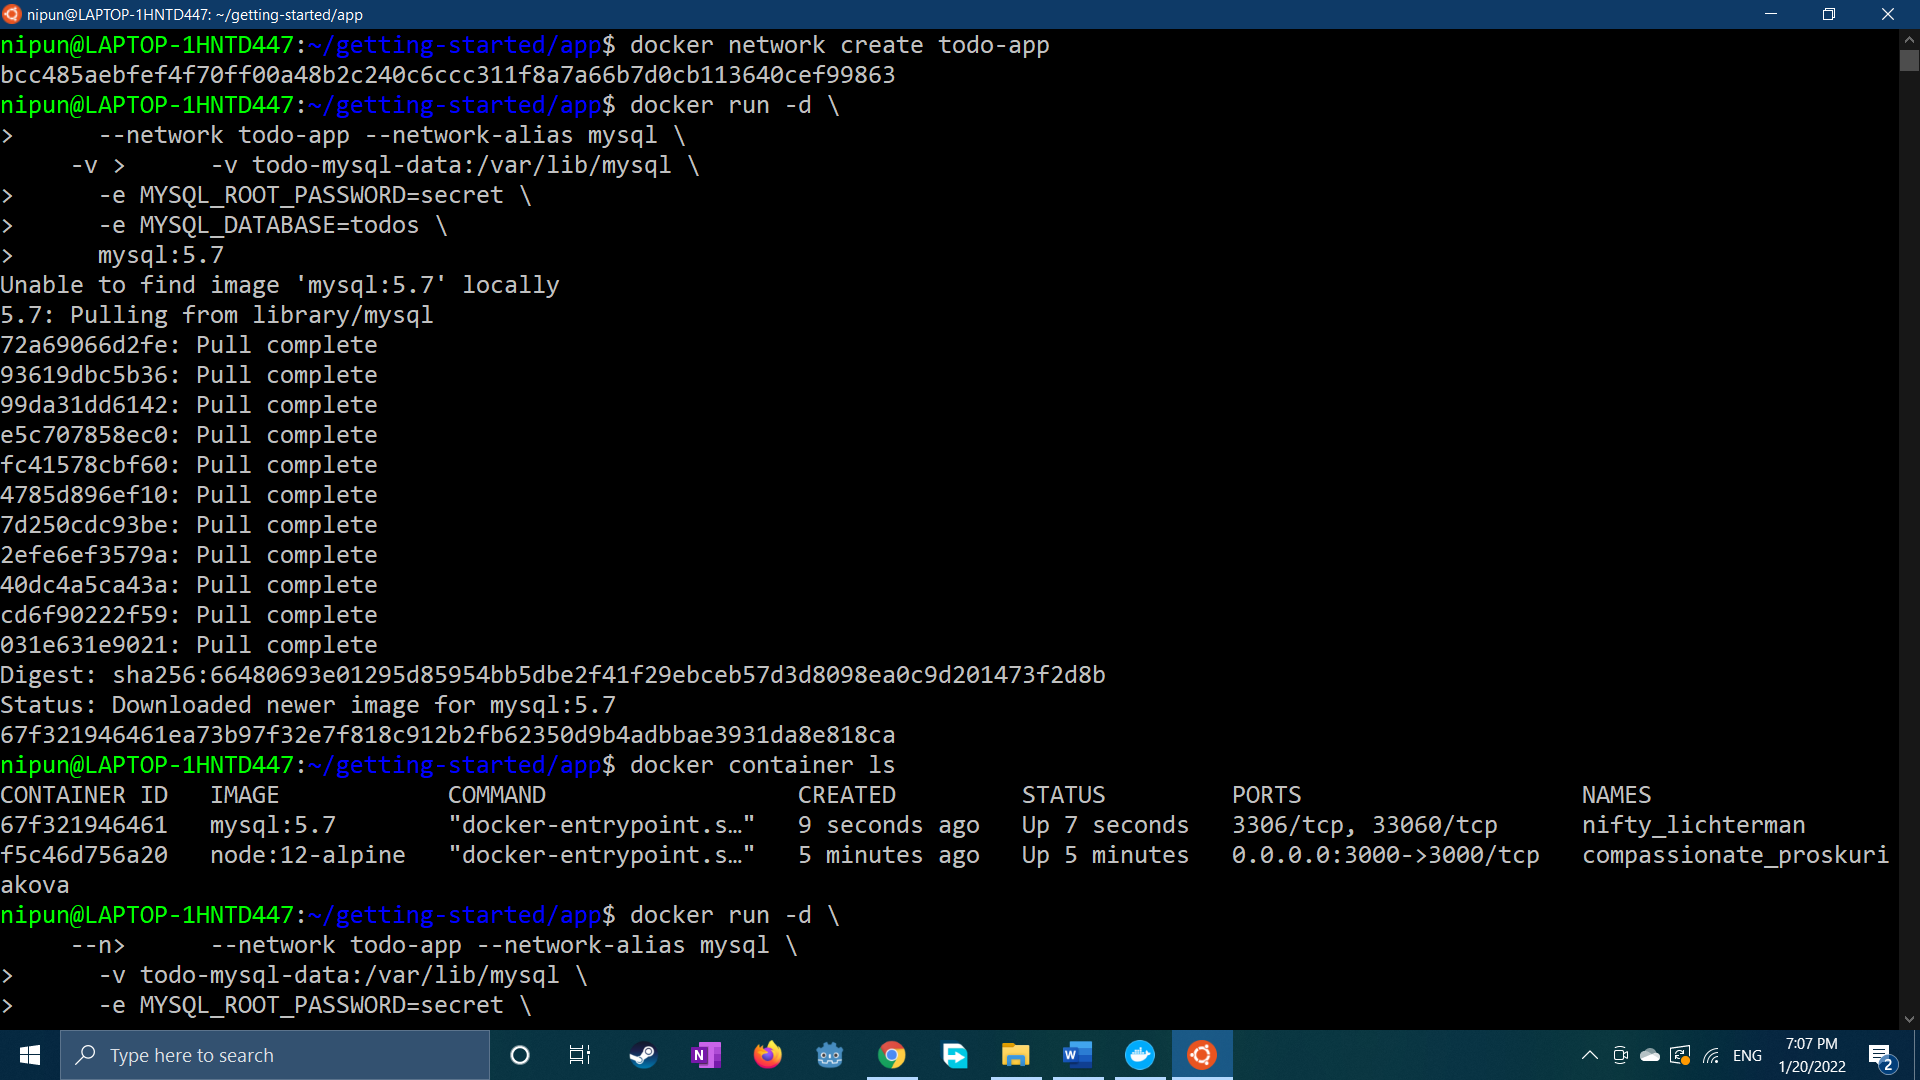 nipun@LAPTOP-1HNTD447: ~/getting-started/app
nipun@LAPTOP-1HNTD447:~/getting-started/app$ docker network create todo-app
bcc485aebfef4f70ff00a48b2c240c6ccc311f8a7a66b7d0cb113640cef99863
nipun@LAPTOP-1HNTD447:~/getting-started/app$ docker run -d \
>      --network todo-app --network-alias mysql \
     -v >      -v todo-mysql-data:/var/lib/mysql \
>      -e MYSQL_ROOT_PASSWORD=secret \
>      -e MYSQL_DATABASE=todos \
>      mysql:5.7
Unable to find image 'mysql:5.7' locally
5.7: Pulling from library/mysql
72a69066d2fe: Pull complete
93619dbc5b36: Pull complete
99da31dd6142: Pull complete
e5c707858ec0: Pull complete
fc41578cbf60: Pull complete
4785d896ef10: Pull complete
7d250cdc93be: Pull complete
2efe6ef3579a: Pull complete
40dc4a5ca43a: Pull complete
cd6f90222f59: Pull complete
031e631e9021: Pull complete
Digest: sha256:66480693e01295d85954bb5dbe2f41f29ebceb57d3d8098ea0c9d201473f2d8b
Status: Downloaded newer image for mysql:5.7
67f321946461ea73b97f32e7f818c912b2fb62350d9b4adbbae3931da8e818ca
nipun@LAPTOP-1HNTD447:~/getting-started/app$ docker container ls
CONTAINER ID   IMAGE            COMMAND                  CREATED         STATUS         PORTS                    NAMES
67f321946461   mysql:5.7        "docker-entrypoint.s…"   9 seconds ago   Up 7 seconds   3306/tcp, 33060/tcp      nifty_lichterman
f5c46d756a20   node:12-alpine   "docker-entrypoint.s…"   5 minutes ago   Up 5 minutes   0.0.0.0:3000->3000/tcp   compassionate_proskuri
akova
nipun@LAPTOP-1HNTD447:~/getting-started/app$ docker run -d \
     --n>      --network todo-app --network-alias mysql \
>      -v todo-mysql-data:/var/lib/mysql \
>      -e MYSQL_ROOT_PASSWORD=secret \
Type here to search
N
W
ENG
7:07 PM
1/20/2022
2